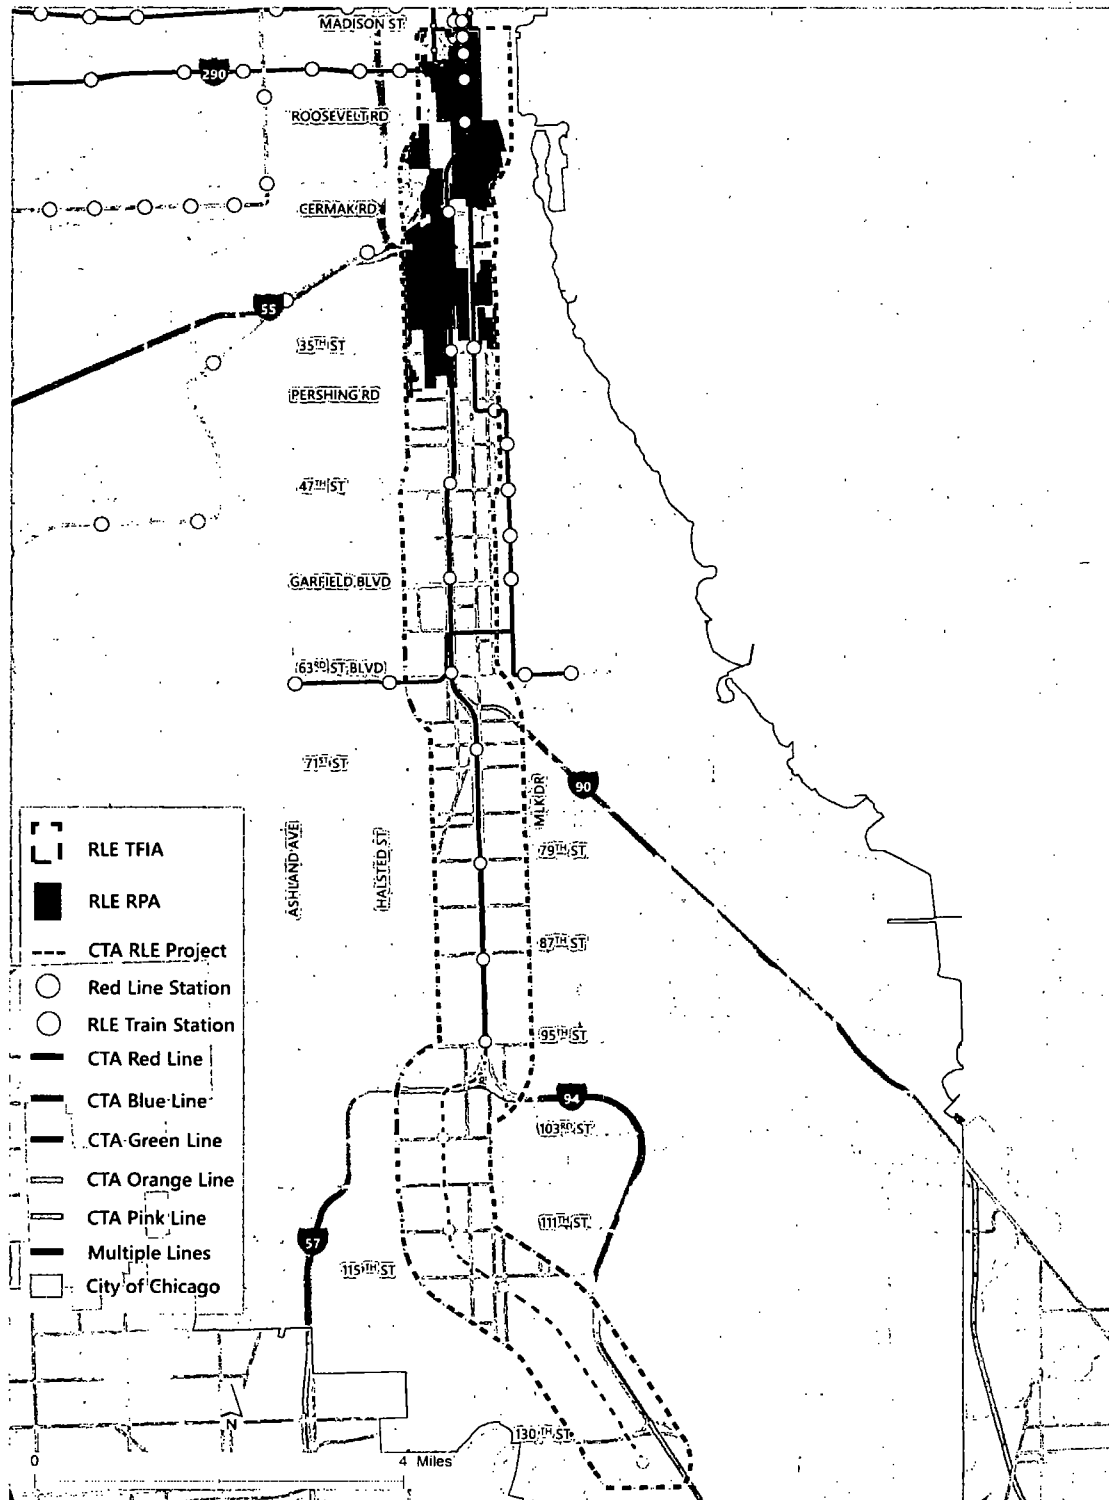 MADISON ST
290
ROOSEVELT RD
CERMAK RD
55
35TH ST
PERSHING RD
47TH ST
GARFIELD BLVD
63RD ST BLVD
71ST ST
90
MLK DR
79TH ST
ASHLAND AVE
HALSTED ST
87TH ST
95TH ST
94
103RD ST
111TH ST
57
115TH ST
130TH ST
RLE TFIA
RLE RPA
CTA RLE Project
Red Line Station
RLE Train Station
CTA Red Line
CTA Blue Line
CTA Green Line
CTA Orange Line
CTA Pink Line
Multiple Lines
City of Chicago
N
0 4 Miles